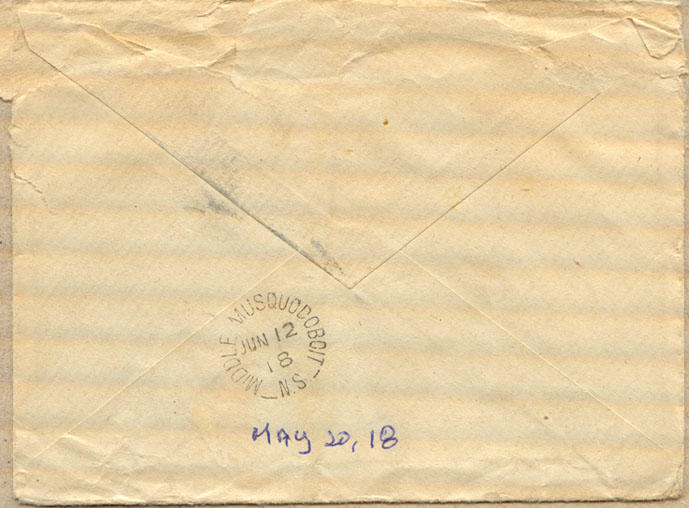 MIDDLE MUSQUODOBOIT - N.S. -
JUN 12
18
MAY 20, 18